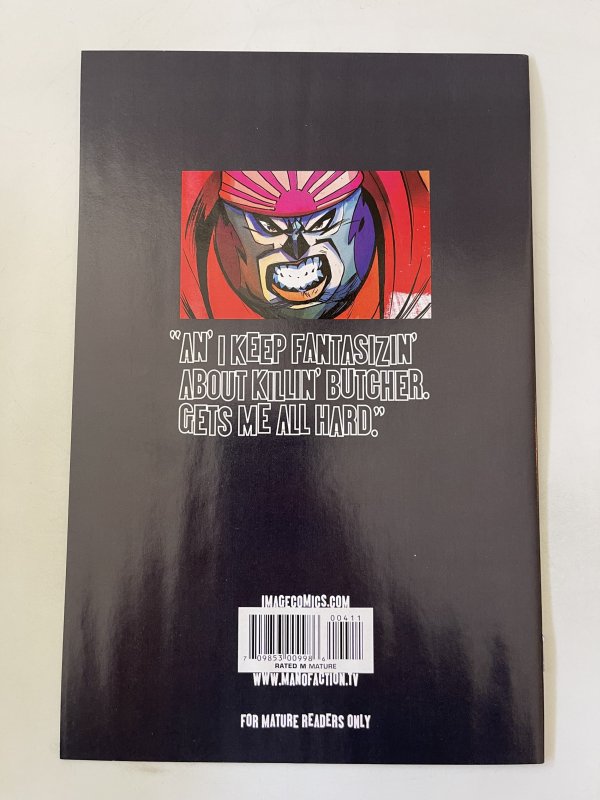 “AN’ I KEEP FANTASIZIN’
ABOUT KILLIN’ BUTCHER.
GETS ME ALL HARD.”
IMAGECOMICS.COM
00411
7 09853 00998 6
RATED M MATURE
WWW.MANOFACTION.TV
FOR MATURE READERS ONLY